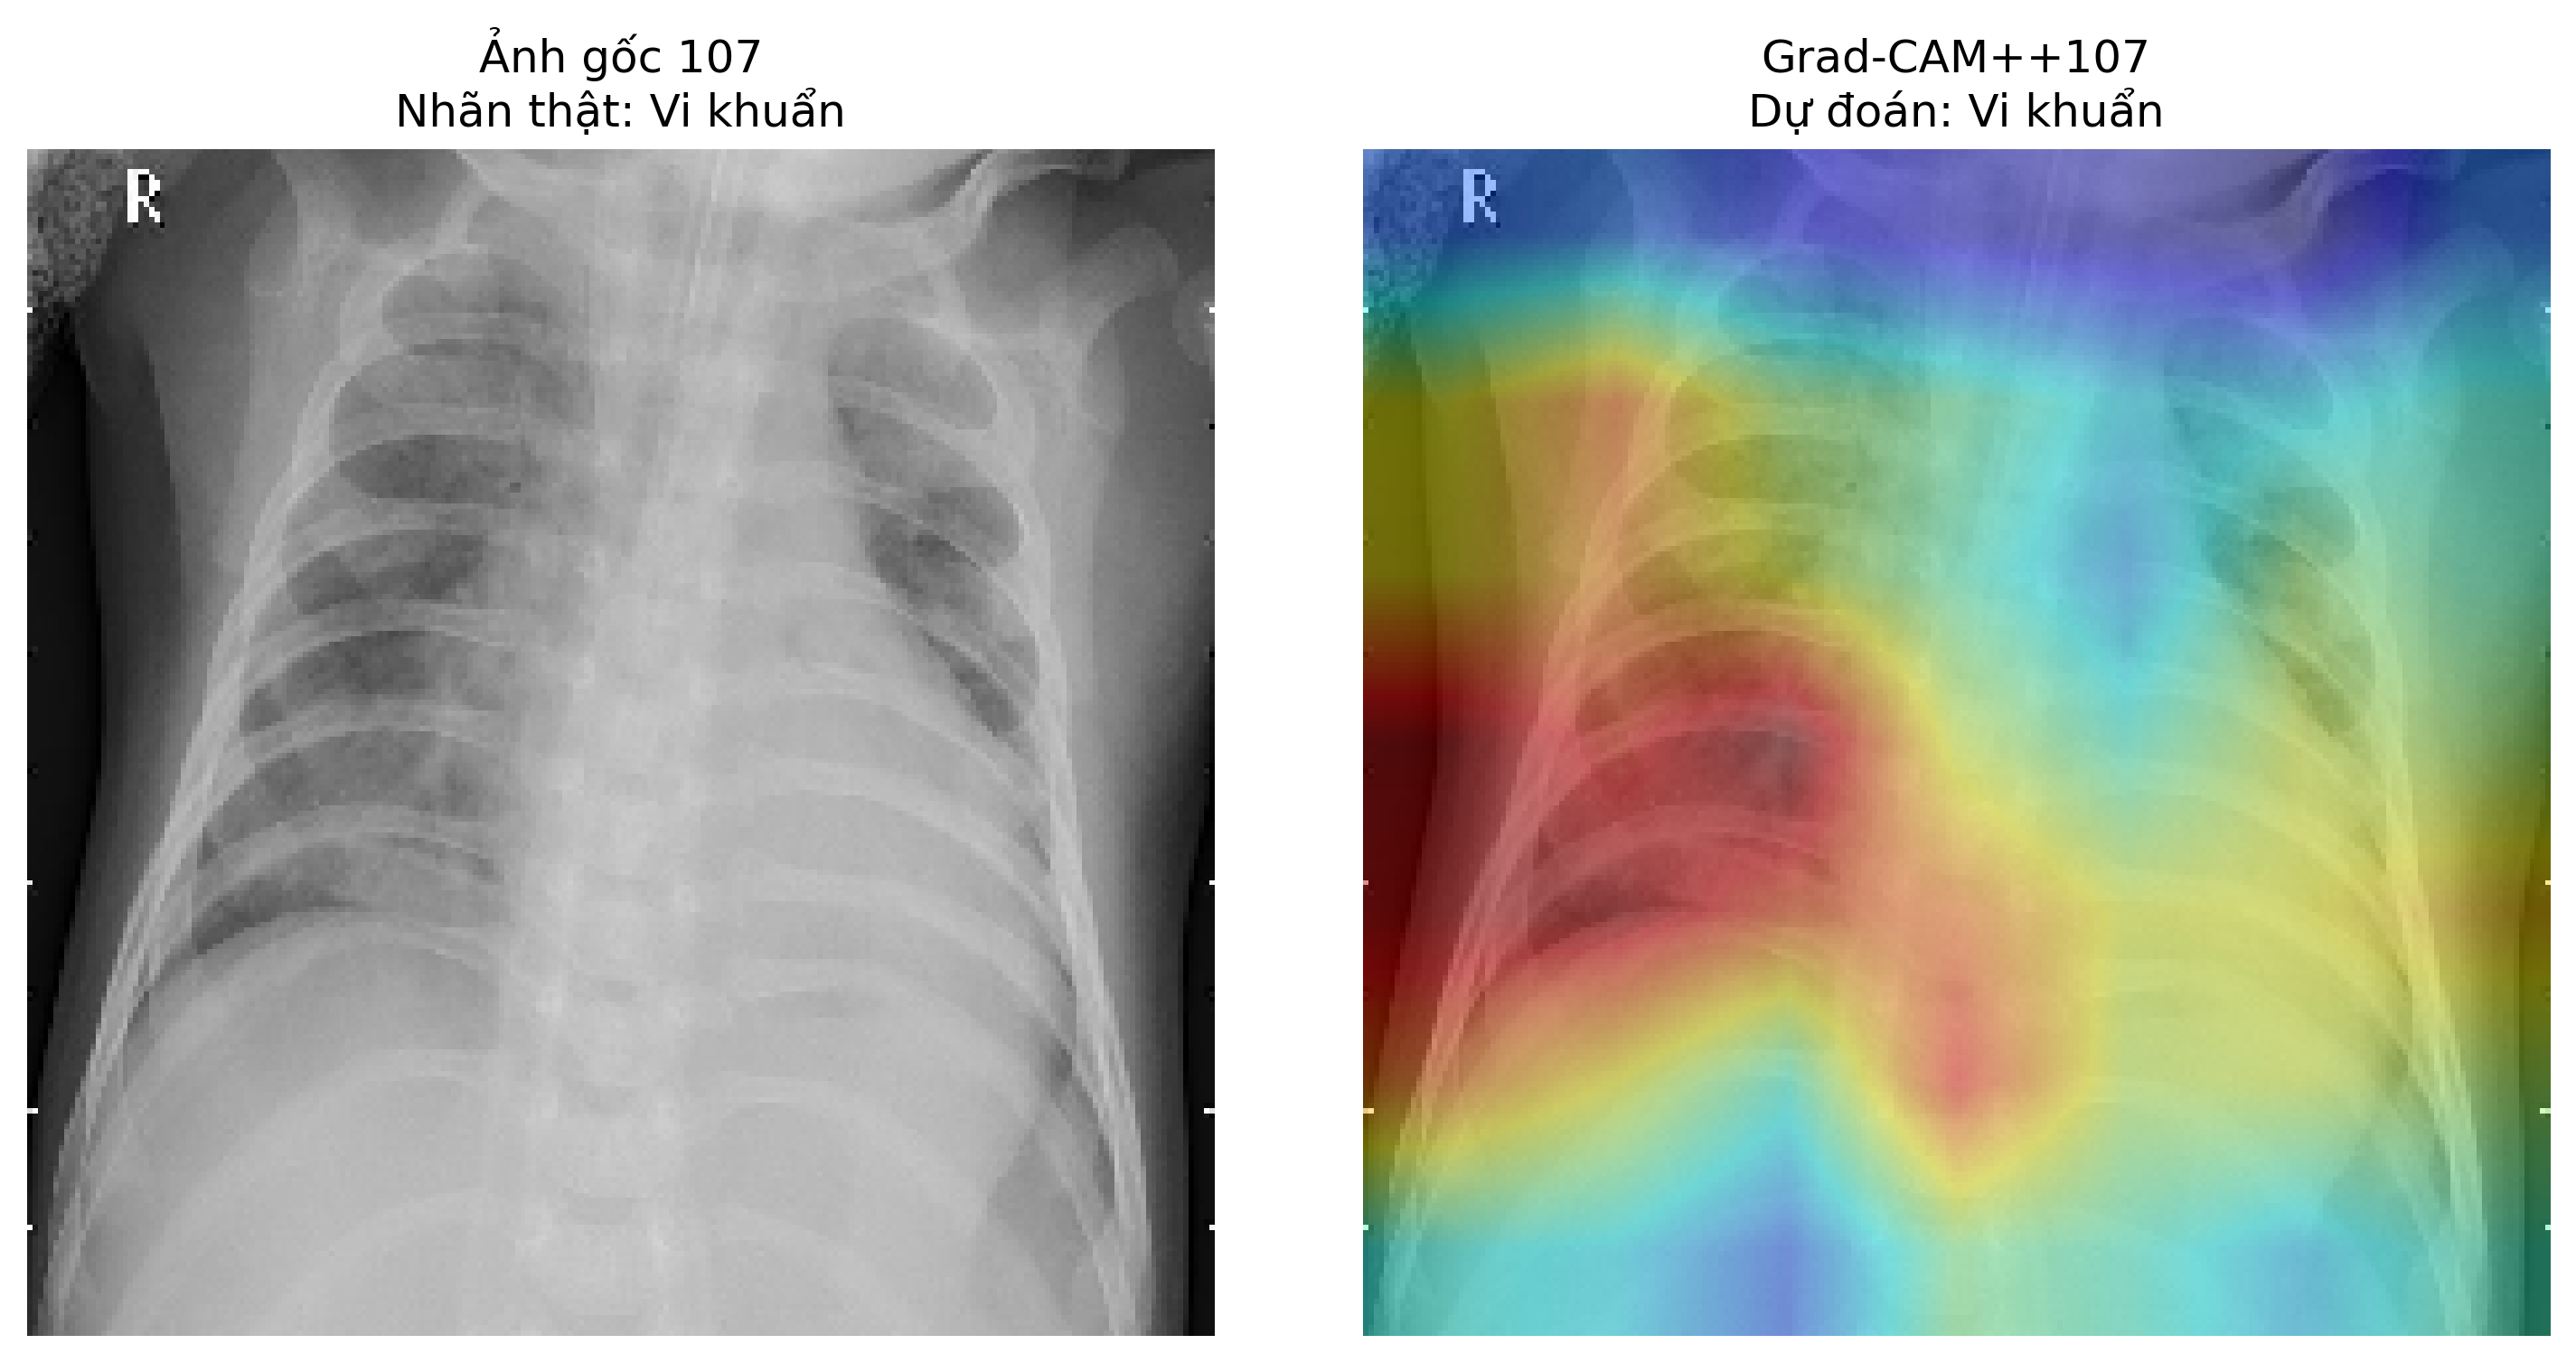 Ảnh gốc 107
Nhãn thật: Vi khuẩn
Grad-CAM++107
Dự đoán: Vi khuẩn
R
R